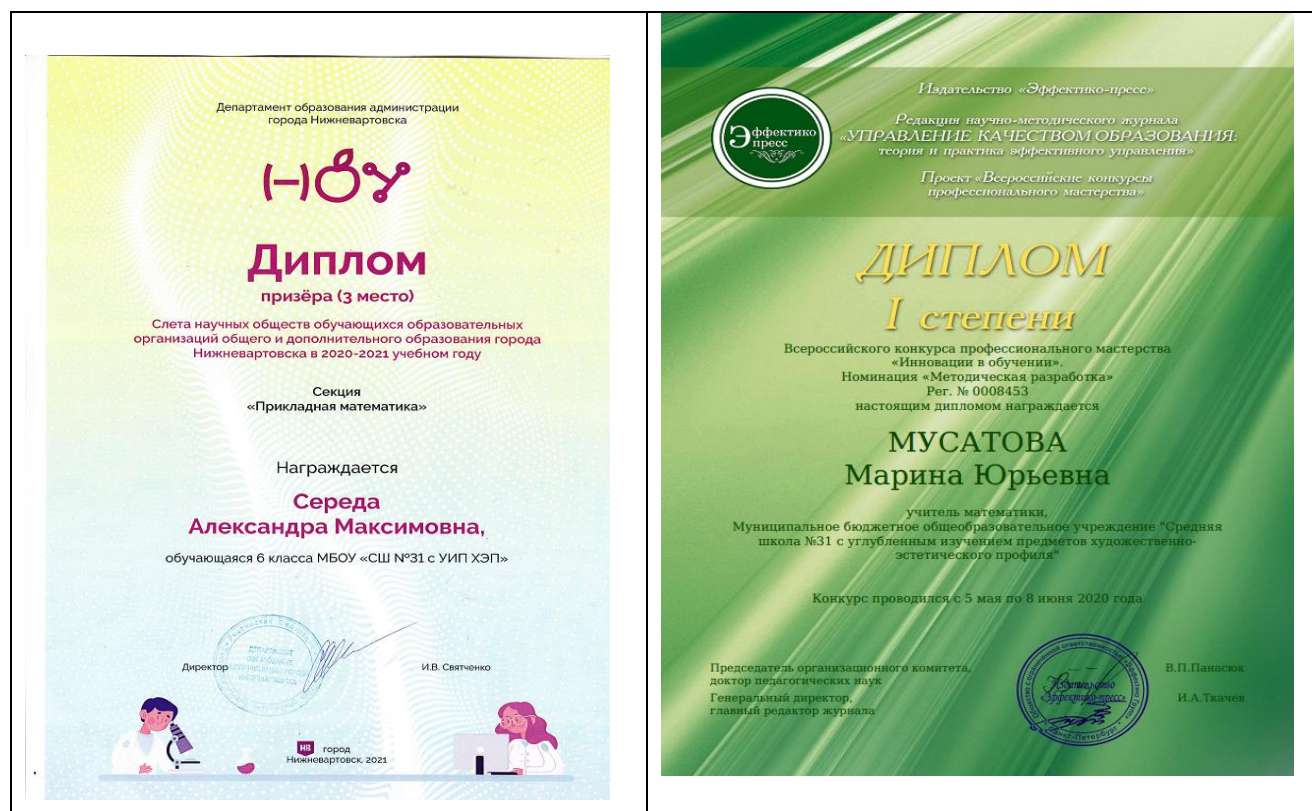 Департамент образования администрации
города Нижневартовска
Диплом
призёра (3 место)
Слета научных обществ обучающихся образовательных
организаций общего и дополнительного образования города
Нижневартовска в 2020-2021 учебном году
Секция
«Прикладная математика»
Награждается
Середа
Александра Максимовна,
обучающаяся 6 класса МБОУ «СШ №31 с УИП ХЭП»
Директор
И.В. Святченко
НВ город
Нижневартовск, 2021
Эффектико
пресс
Издательство «Эффектико-пресс»
Редакция научно-методического журнала
«УПРАВЛЕНИЕ КАЧЕСТВОМ ОБРАЗОВАНИЯ:
теория и практика эффективного управления»
Проект «Всероссийские конкурсы
профессионального мастерства»
ДИПЛОМ
I степени
Всероссийского конкурса профессионального мастерства
«Инновации в обучении».
Номинация «Методическая разработка»
Рег. № 0008453
настоящим дипломом награждается
МУСАТОВА
Марина Юрьевна
учитель математики,
Муниципальное бюджетное общеобразовательное учреждение "Средняя
школа №31 с углубленным изучением предметов художественно-
эстетического профиля"
Конкурс проводился с 5 мая по 8 июня 2020 года
Председатель организационного комитета,
доктор педагогических наук
В.П.Панасюк
Генеральный директор,
главный редактор журнала
И.А.Ткачев
Издательство
«Эффектико-пресс»
Санкт-Петербург